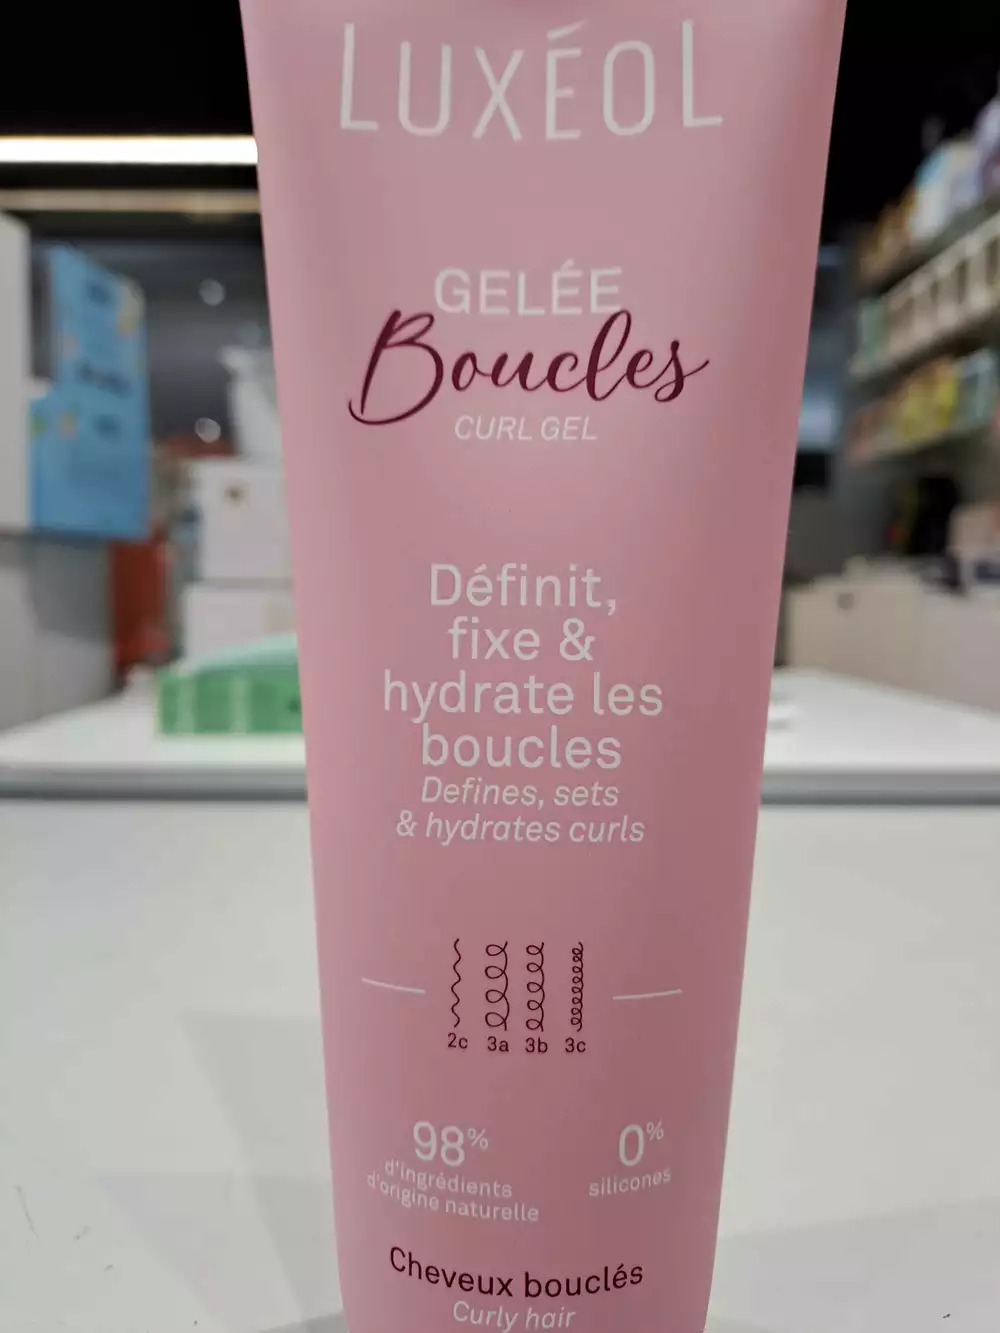 LUXÉOL
GELÉE
Boucles
CURL GEL
Définit,
fixe &
hydrate les
boucles
Defines, sets
& hydrates curls
2c 3a 3b 3c
98%
d'ingrédients
d'origine naturelle
0%
silicones
Cheveux bouclés
Curly hair